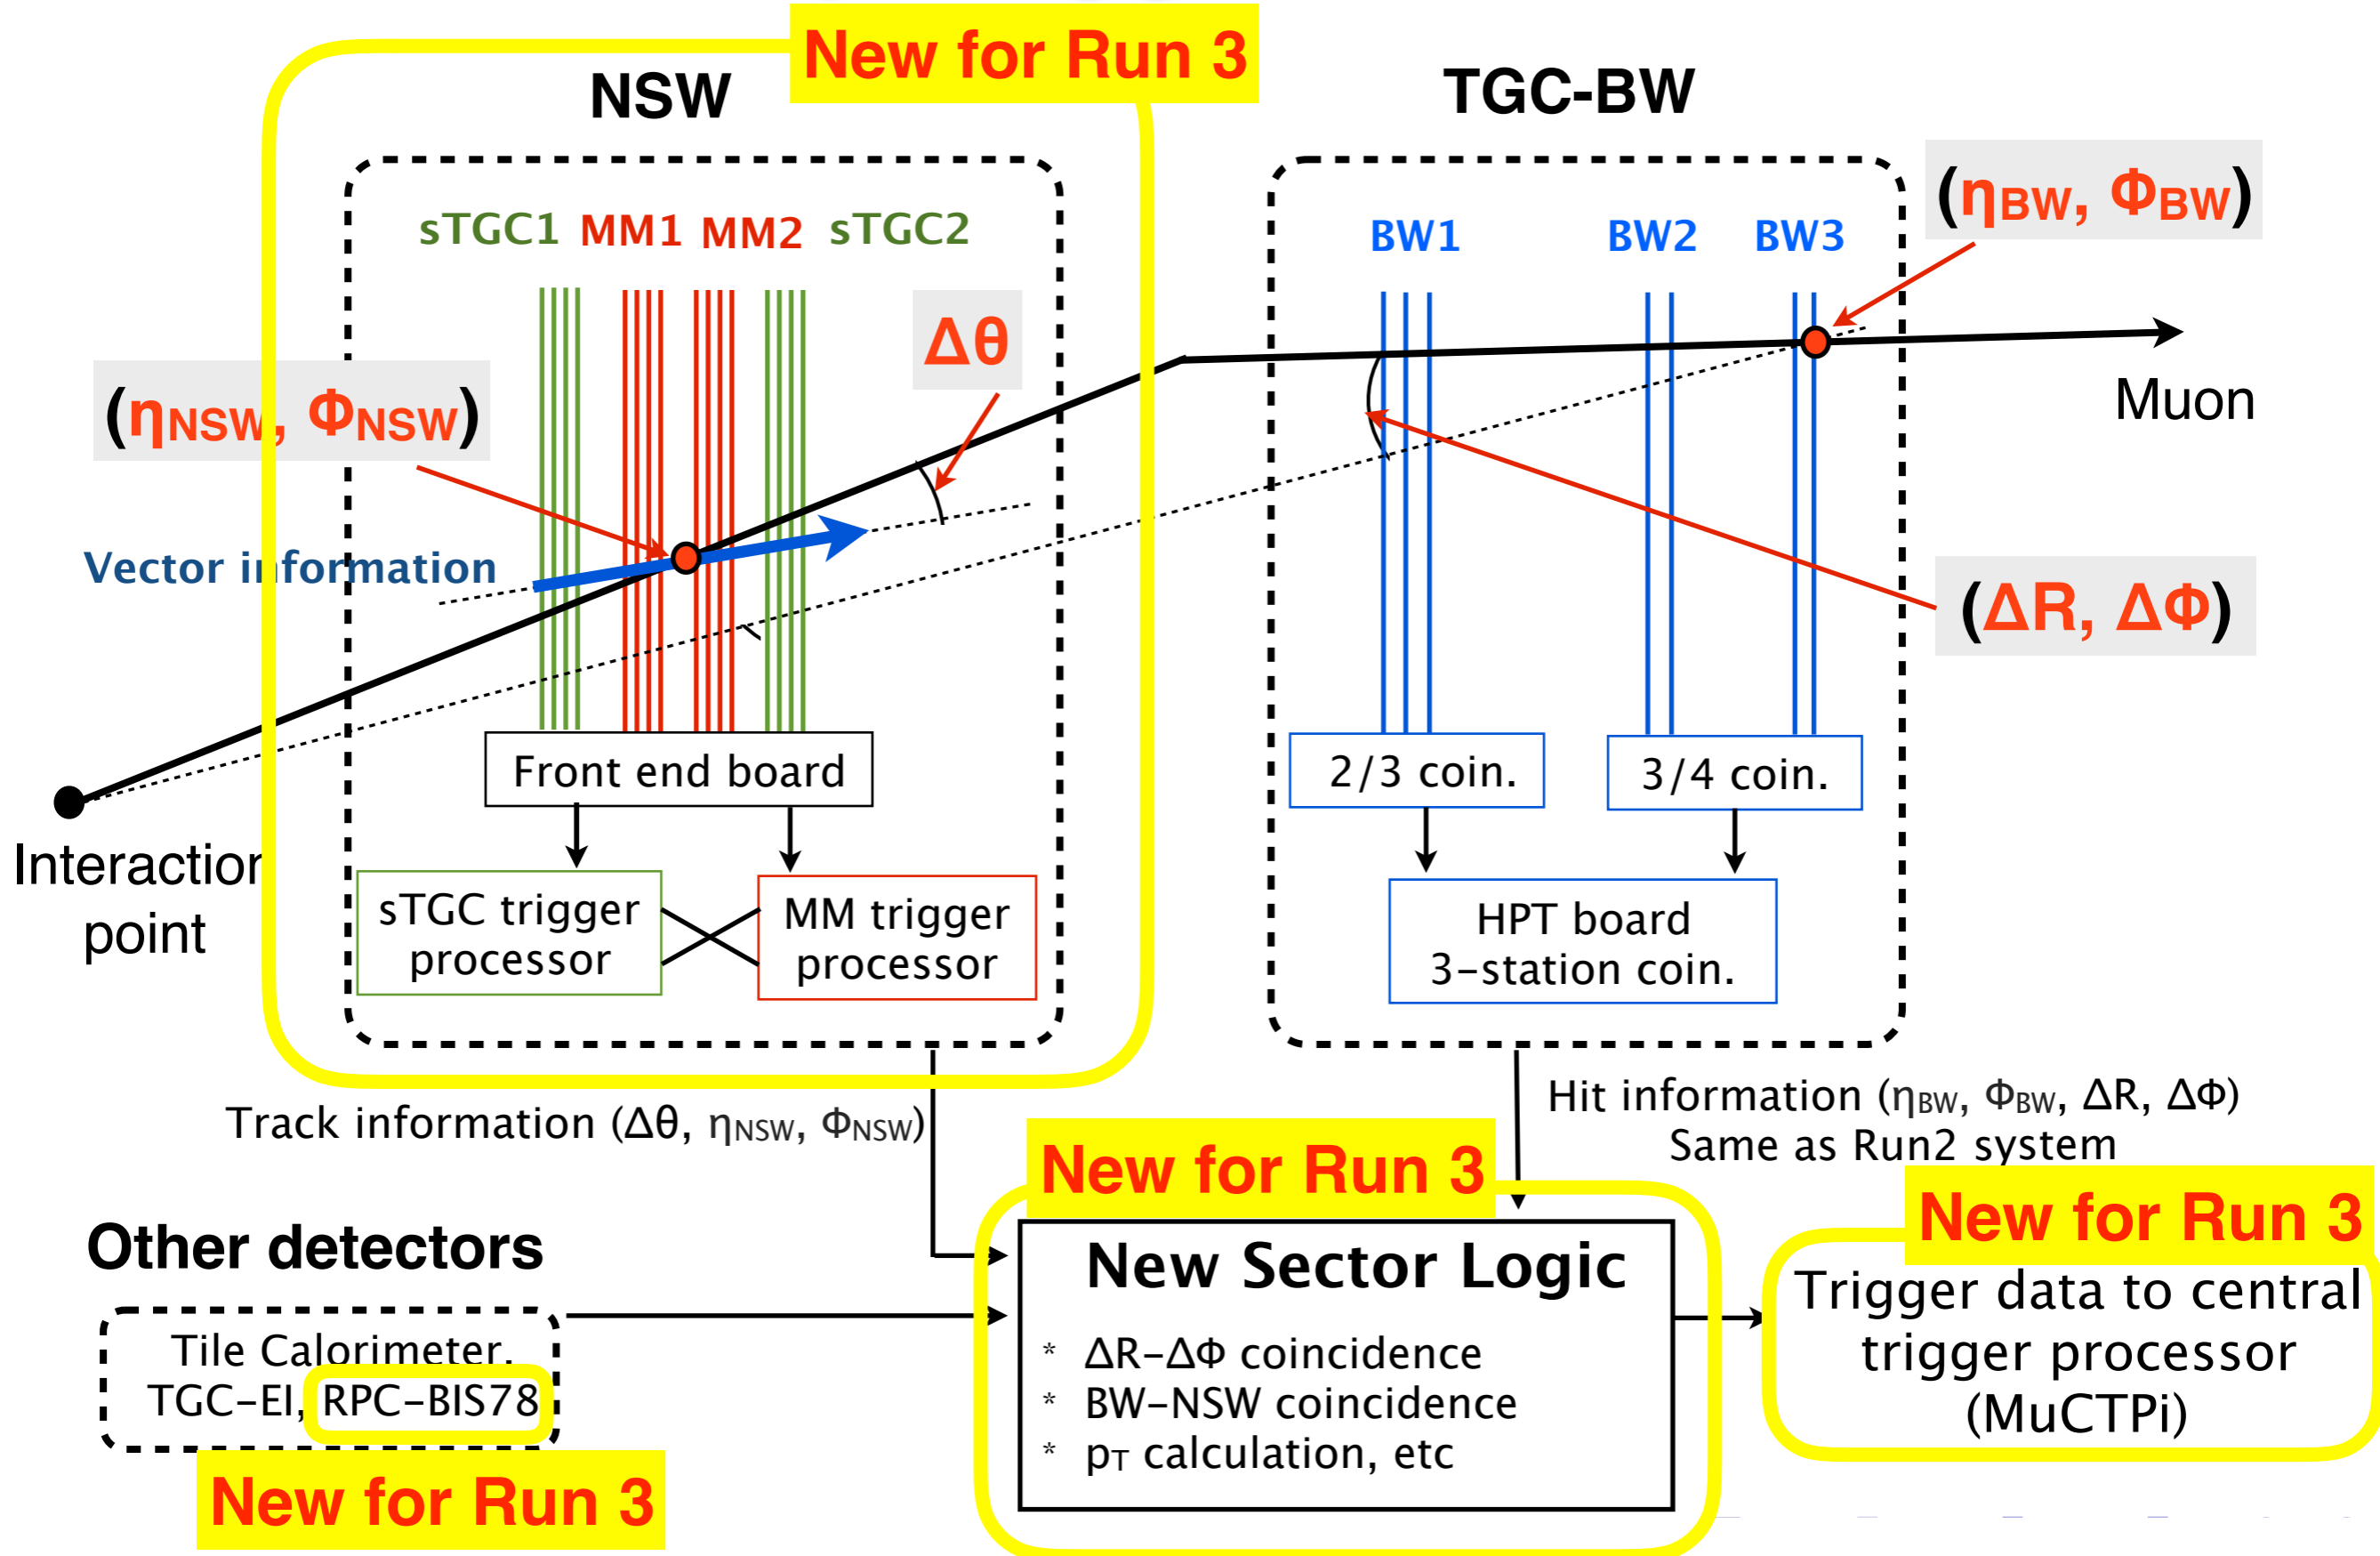 New for Run 3
NSW
TGC-BW
sTGC1 MM1 MM2 sTGC2
BW1 BW2 BW3
(ηBW, ΦBW)
Δθ
(ηNSW, ΦNSW)
Muon
Vector information
(ΔR, ΔΦ)
Front end board
2/3 coin.
3/4 coin.
Interaction
point
sTGC trigger
processor
MM trigger
processor
HPT board
3-station coin.
Track information (Δθ, ηNSW, ΦNSW)
Hit information (ηBW, ΦBW, ΔR, ΔΦ)
Same as Run2 system
New for Run 3
New for Run 3
Other detectors
Tile Calorimeter,
TGC-EI, RPC-BIS78
New for Run 3
New Sector Logic
* ΔR-ΔΦ coincidence
* BW-NSW coincidence
* pT calculation, etc
Trigger data to central
trigger processor
(MuCTPi)